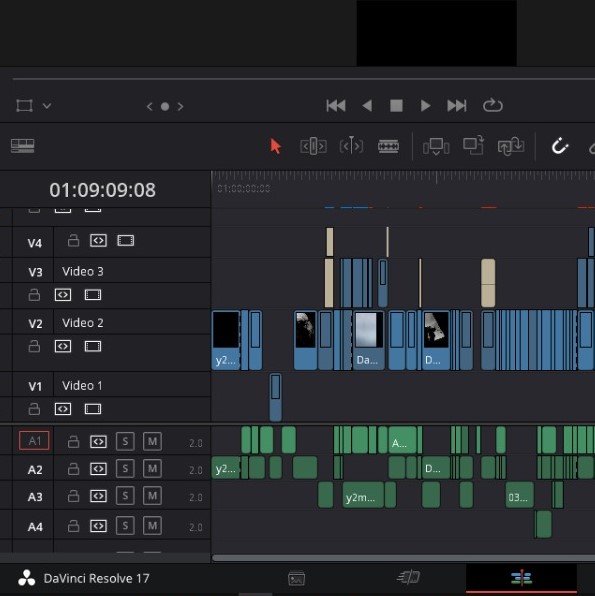 01:09:09:08
01:00:00:00
V4
V3 Video 3
V2 Video 2
y2... Da... D...
V1 Video 1
A1 S M 2.0 A...
A2 S M 2.0 y2... D...
A3 S M 2.0 y2m... 03...
A4 S M 2.0
DaVinci Resolve 17